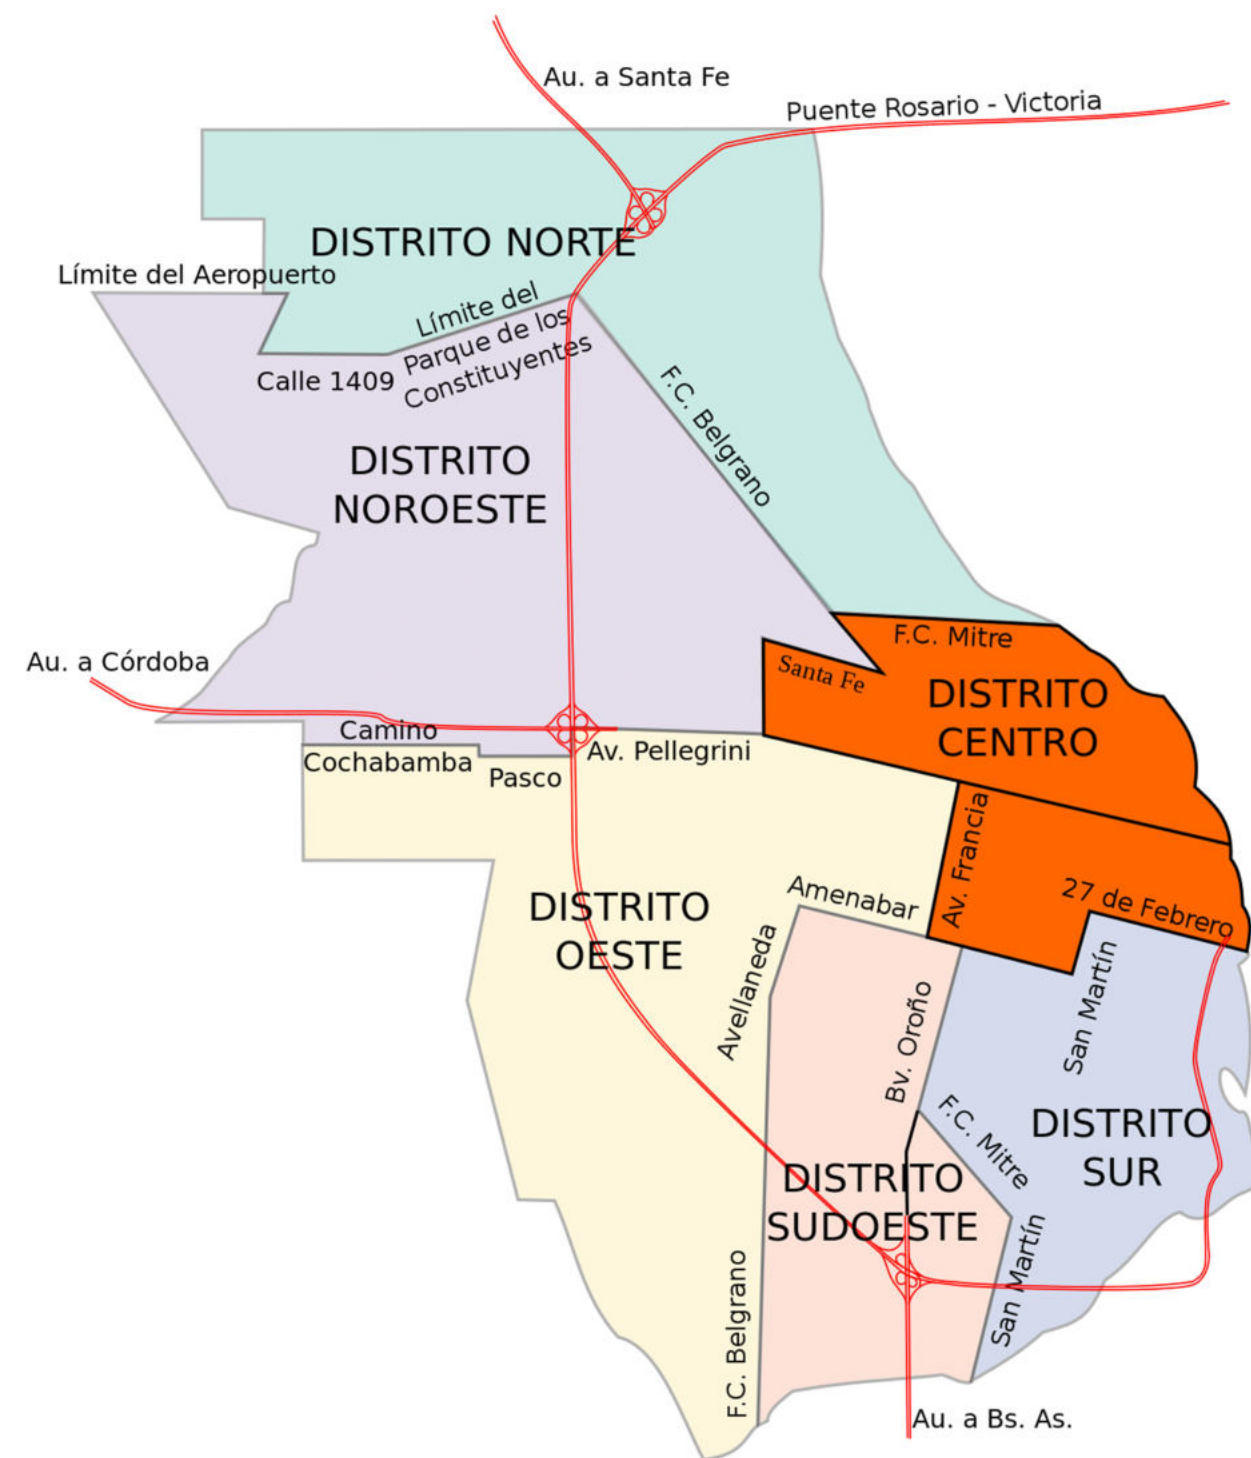 Au. a Santa Fe
Puente Rosario - Victoria
DISTRITO NORTE
Límite del Aeropuerto
Límite del
Parque de los
Constituyentes
Calle 1409
F.C. Belgrano
DISTRITO
NOROESTE
F.C. Mitre
Au. a Córdoba
Santa Fe
DISTRITO
CENTRO
Camino
Cochabamba
Av. Pellegrini
Pasco
Av. Francia
27 de Febrero
Amenabar
DISTRITO
OESTE
Avellaneda
Bv. Oroño
San Martín
F.C. Mitre
DISTRITO
SUR
DISTRITO
SUDOESTE
San Martín
F.C. Belgrano
Au. a Bs. As.